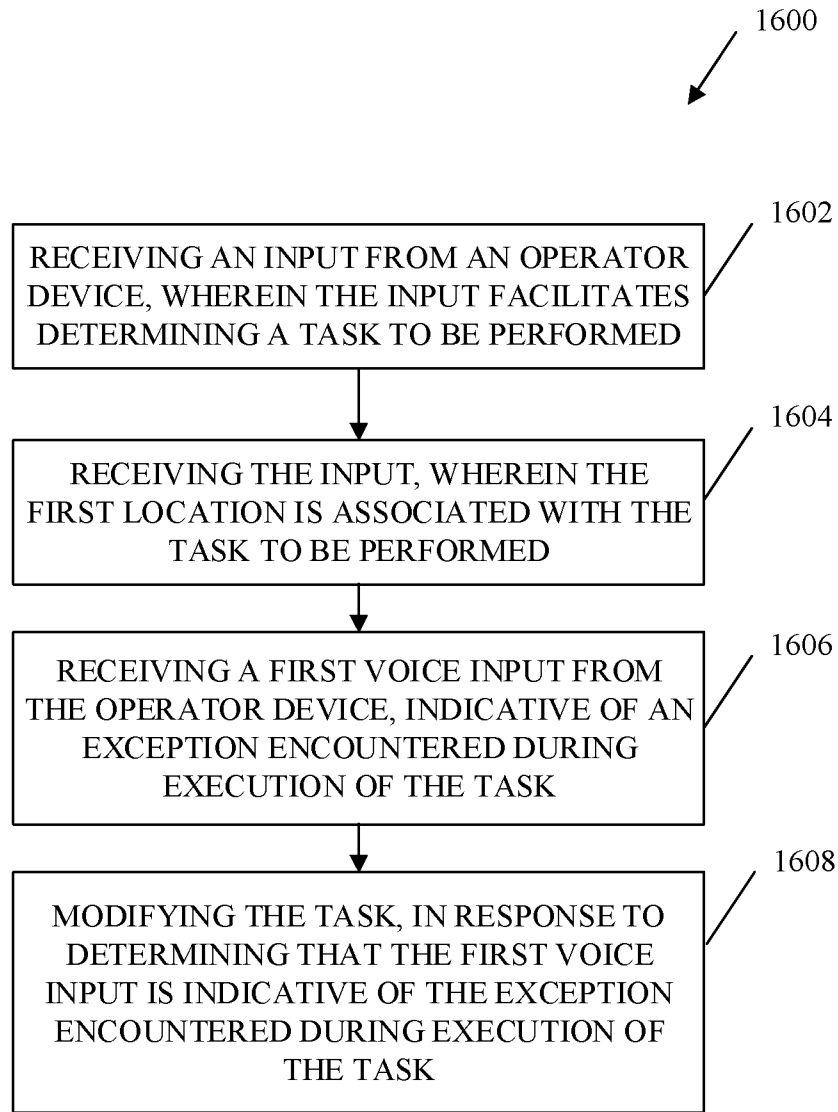 1600
1602
RECEIVING AN INPUT FROM AN OPERATOR
DEVICE, WHEREIN THE INPUT FACILITATES
DETERMINING A TASK TO BE PERFORMED
1604
RECEIVING THE INPUT, WHEREIN THE
FIRST LOCATION IS ASSOCIATED WITH THE
TASK TO BE PERFORMED
1606
RECEIVING A FIRST VOICE INPUT FROM
THE OPERATOR DEVICE, INDICATIVE OF AN
EXCEPTION ENCOUNTERED DURING
EXECUTION OF THE TASK
1608
MODIFYING THE TASK, IN RESPONSE TO
DETERMINING THAT THE FIRST VOICE
INPUT IS INDICATIVE OF THE EXCEPTION
ENCOUNTERED DURING EXECUTION OF
THE TASK